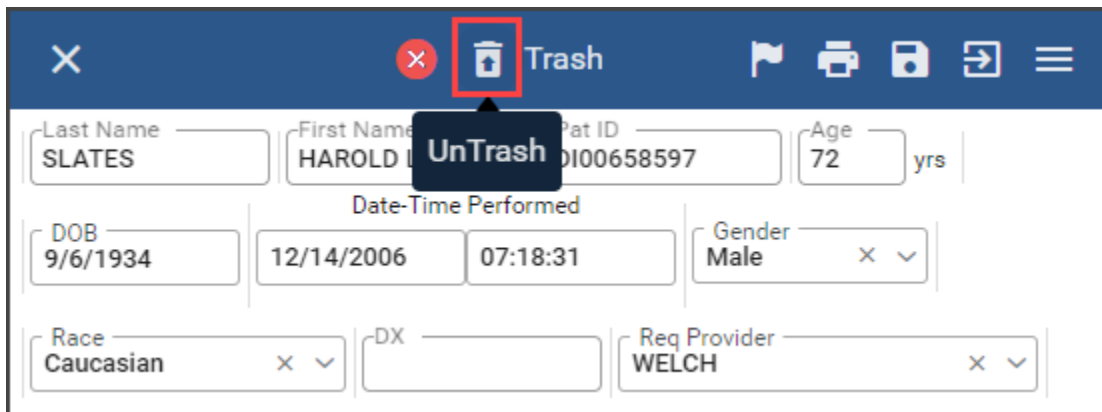 Trash
UnTrash
Last Name First Name Pat ID Age
SLATES HAROLD DI00658597 72 yrs
Date-Time Performed
DOB Gender
9/6/1934 12/14/2006 07:18:31 Male
Race DX Req Provider
Caucasian WELCH